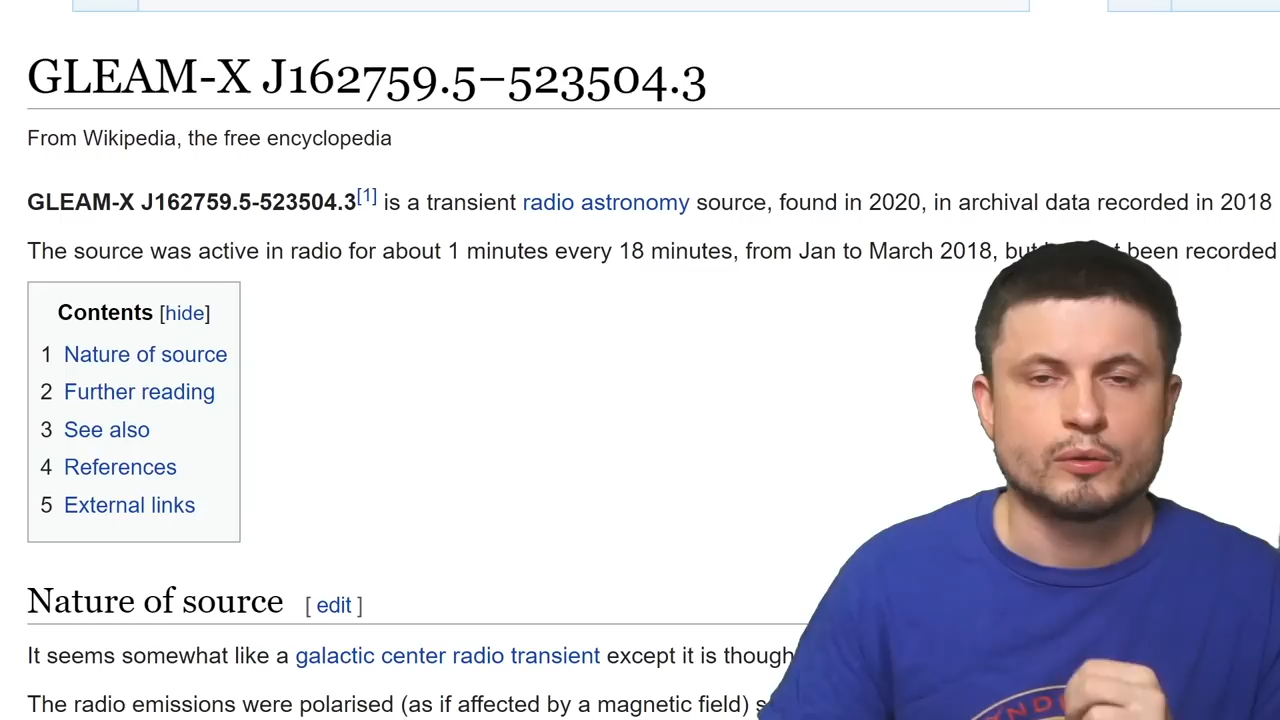 GLEAM-X J162759.5−523504.3
From Wikipedia, the free encyclopedia
GLEAM-X J162759.5-523504.3[1] is a transient radio astronomy source, found in 2020, in archival data recorded in 2018
The source was active in radio for about 1 minutes every 18 minutes, from Jan to March 2018, but been recorded
Contents [hide]
1 Nature of source
2 Further reading
3 See also
4 References
5 External links
Nature of source [ edit ]
It seems somewhat like a galactic center radio transient except it is though
The radio emissions were polarised (as if affected by a magnetic field)